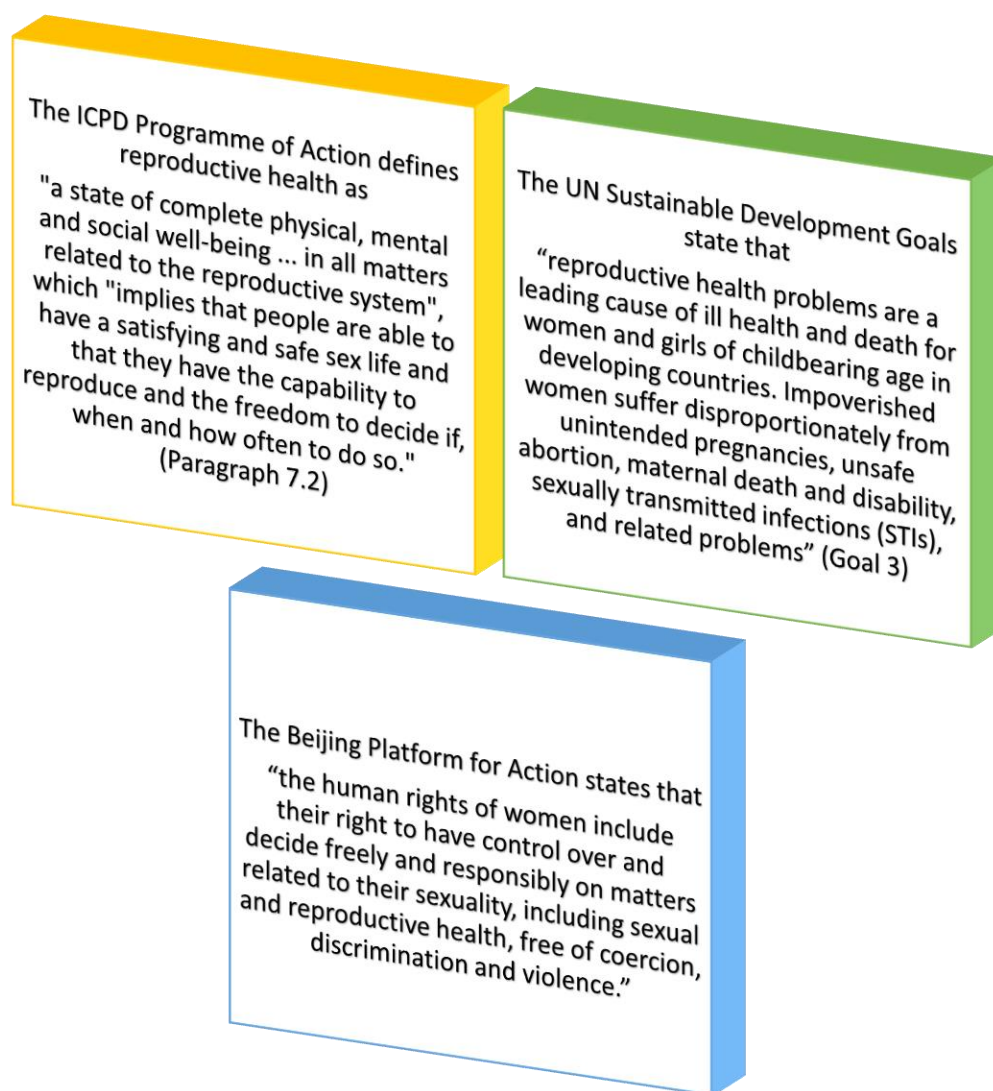 The ICPD Programme of Action defines
reproductive health as
"a state of complete physical, mental
and social well-being ... in all matters
related to the reproductive system",
which "implies that people are able to
have a satisfying and safe sex life and
that they have the capability to
reproduce and the freedom to decide if,
when and how often to do so."
(Paragraph 7.2)
The UN Sustainable Development Goals
state that
“reproductive health problems are a
leading cause of ill health and death for
women and girls of childbearing age in
developing countries. Impoverished
women suffer disproportionately from
unintended pregnancies, unsafe
abortion, maternal death and disability,
sexually transmitted infections (STIs),
and related problems” (Goal 3)
The Beijing Platform for Action states that
“the human rights of women include
their right to have control over and
decide freely and responsibly on matters
related to their sexuality, including sexual
and reproductive health, free of coercion,
discrimination and violence.”